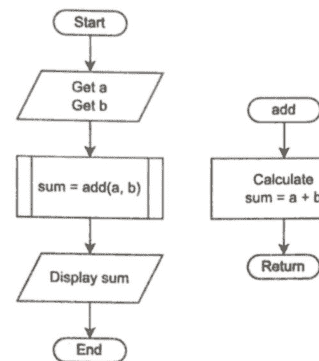 Start
Get a
Get b
sum = add(a, b)
Display sum
End
add
Calculate
sum = a + b
Return